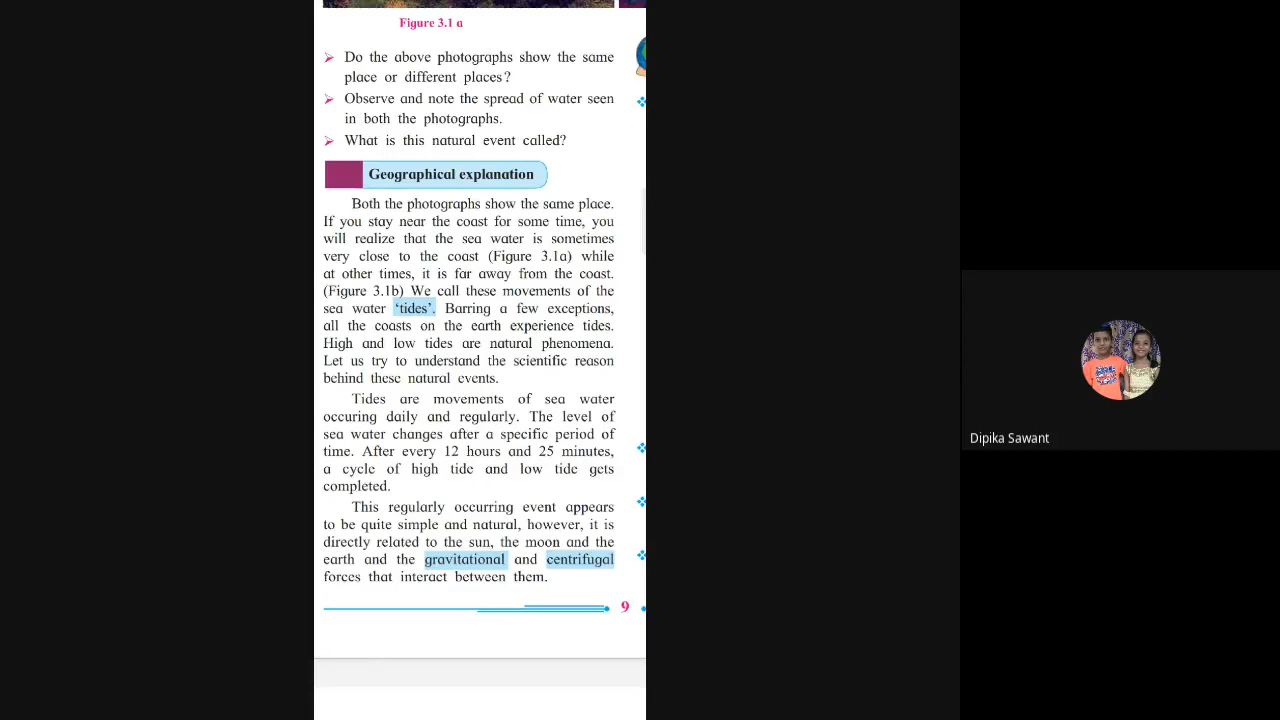 Figure 3.1 a
Do the above photographs show the same
place or different places?
Observe and note the spread of water seen
in both the photographs.
What is this natural event called?
Geographical explanation
Both the photographs show the same place.
If you stay near the coast for some time, you
will realize that the sea water is sometimes
very close to the coast (Figure 3.1a) while
at other times, it is far away from the coast.
(Figure 3.1b) We call these movements of the
sea water ‘tides’. Barring a few exceptions,
all the coasts on the earth experience tides.
High and low tides are natural phenomena.
Let us try to understand the scientific reason
behind these natural events.
Tides are movements of sea water
occuring daily and regularly. The level of
sea water changes after a specific period of
time. After every 12 hours and 25 minutes,
a cycle of high tide and low tide gets
completed.
This regularly occurring event appears
to be quite simple and natural, however, it is
directly related to the sun, the moon and the
earth and the gravitational and centrifugal
forces that interact between them.
9
Dipika Sawant